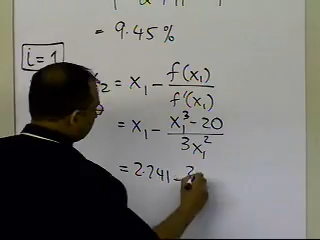 = 9.45%
i=1
x₂ = x₁ - f(x₁)/f'(x₁)
= x₁ - (x₁³-20)/(3x₁²)
= 2.741 -